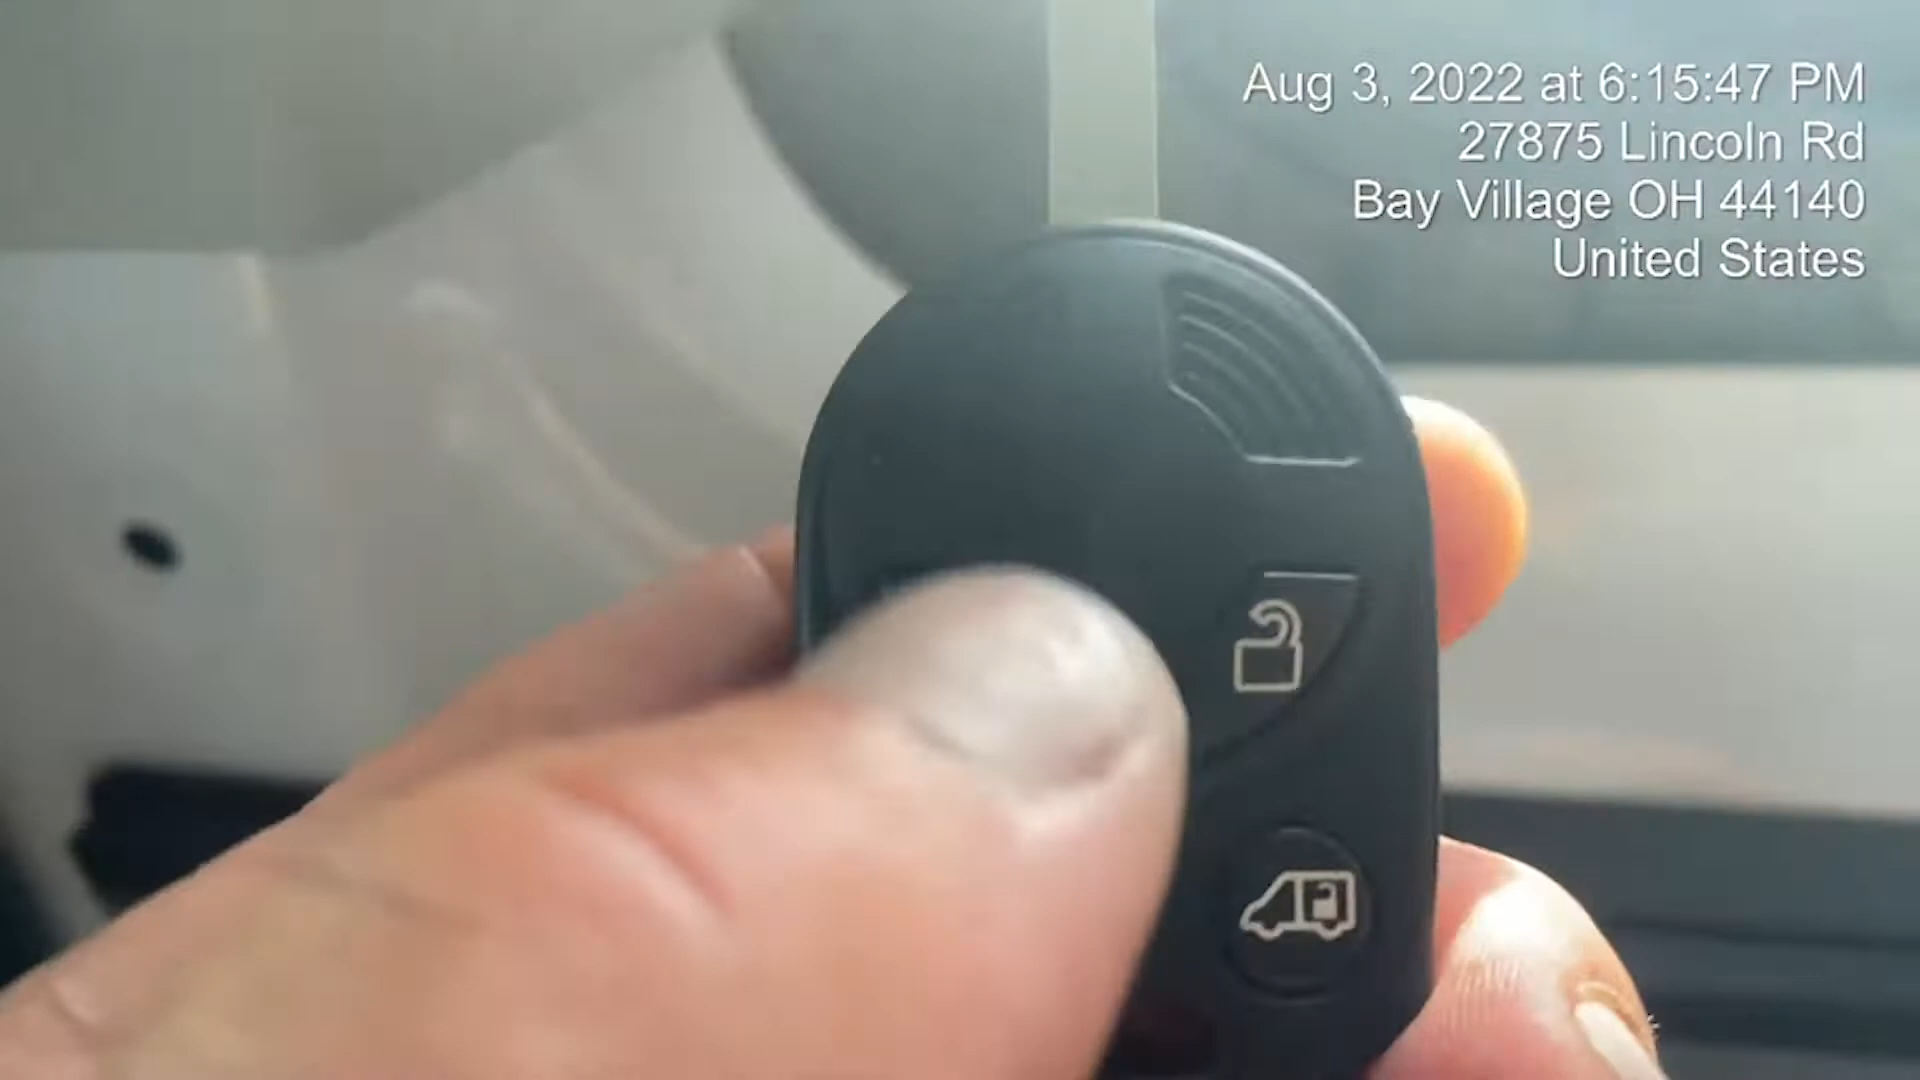 Aug 3, 2022 at 6:15:47 PM
27875 Lincoln Rd
Bay Village OH 44140
United States